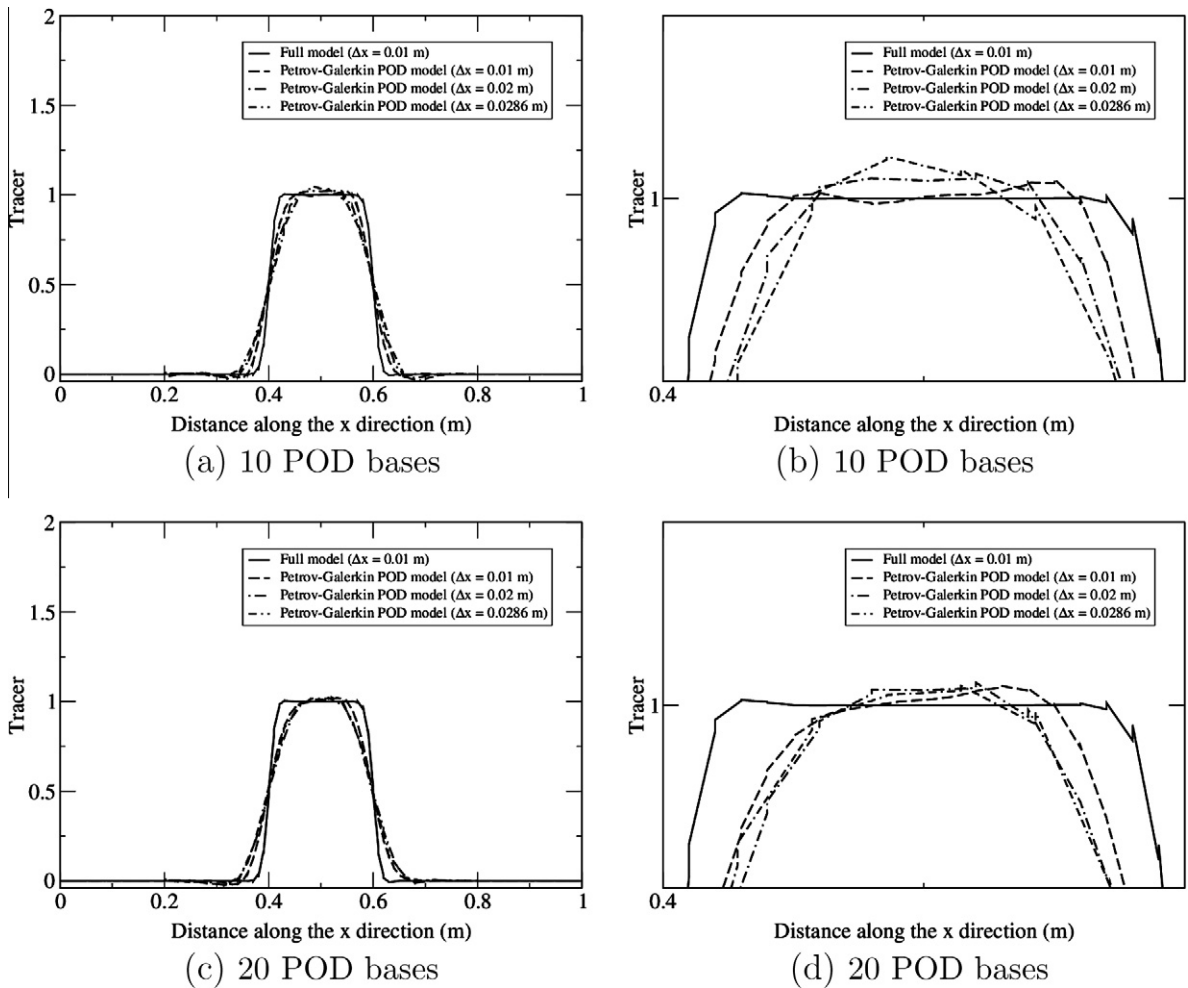 2
1.5
1
0.5
0
Tracer
Full model (Δx = 0.01 m)
Petrov-Galerkin POD model (Δx = 0.01 m)
Petrov-Galerkin POD model (Δx = 0.02 m)
Petrov-Galerkin POD model (Δx = 0.0286 m)
0 0.2 0.4 0.6 0.8 1
Distance along the x direction (m)
(a) 10 POD bases
1
Tracer
Full model (Δx = 0.01 m)
Petrov-Galerkin POD model (Δx = 0.01 m)
Petrov-Galerkin POD model (Δx = 0.02 m)
Petrov-Galerkin POD model (Δx = 0.0286 m)
0.4
Distance along the x direction (m)
(b) 10 POD bases
2
1.5
1
0.5
0
Tracer
Full model (Δx = 0.01 m)
Petrov-Galerkin POD model (Δx = 0.01 m)
Petrov-Galerkin POD model (Δx = 0.02 m)
Petrov-Galerkin POD model (Δx = 0.0286 m)
0 0.2 0.4 0.6 0.8 1
Distance along the x direction (m)
(c) 20 POD bases
1
Tracer
Full model (Δx = 0.01 m)
Petrov-Galerkin POD model (Δx = 0.01 m)
Petrov-Galerkin POD model (Δx = 0.02 m)
Petrov-Galerkin POD model (Δx = 0.0286 m)
0.4
Distance along the x direction (m)
(d) 20 POD bases